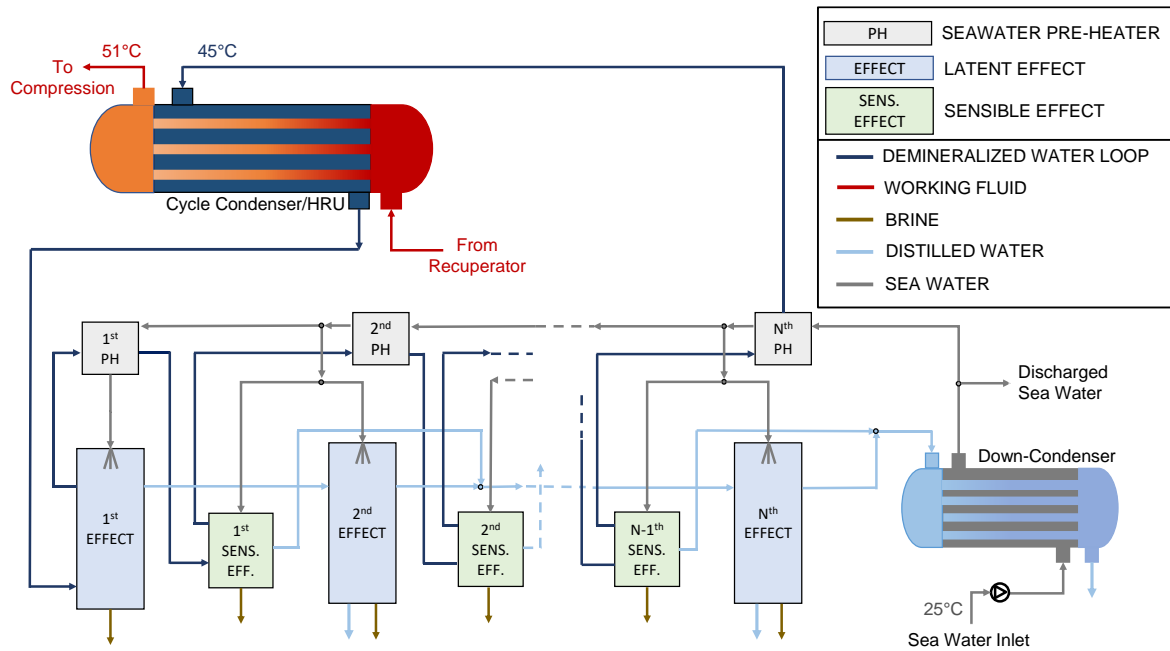 51°C
45°C
To
Compression
Cycle Condenser/HRU
From
Recuperator
PH
SEAWATER PRE-HEATER
EFFECT
LATENT EFFECT
SENS.
EFFECT
SENSIBLE EFFECT
DEMINERALIZED WATER LOOP
WORKING FLUID
BRINE
DISTILLED WATER
SEA WATER
1st
PH
2nd
PH
Nth
PH
Discharged
Sea Water
Down-Condenser
1st
EFFECT
1st
SENS.
EFF.
2nd
EFFECT
2nd
SENS.
EFF.
N-1th
SENS.
EFF.
Nth
EFFECT
25°C
Sea Water Inlet